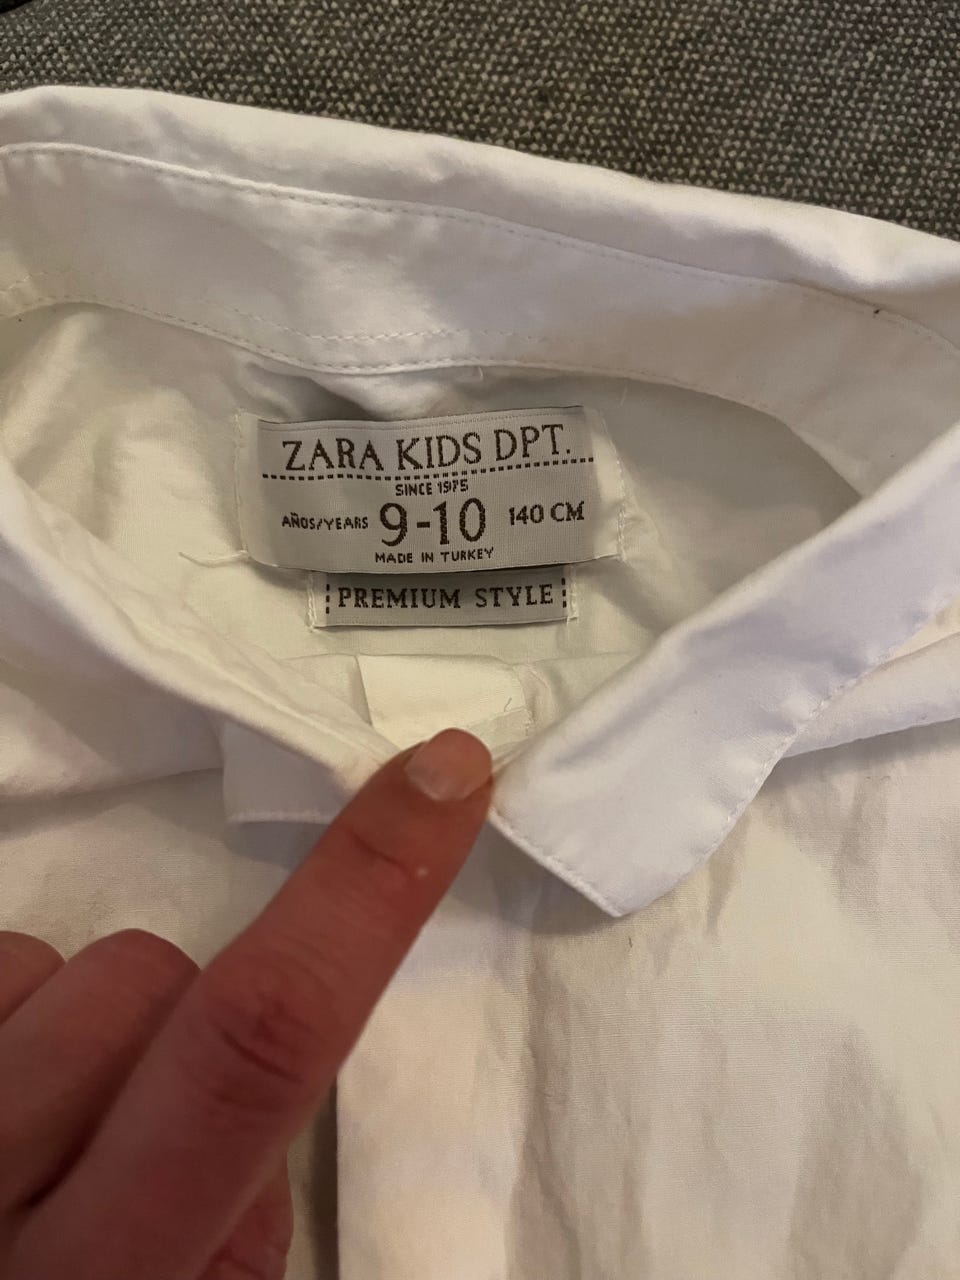 ZARA KIDS DPT.
SINCE 1975
AÑOS/YEARS 9-10 140 CM
MADE IN TURKEY
PREMIUM STYLE